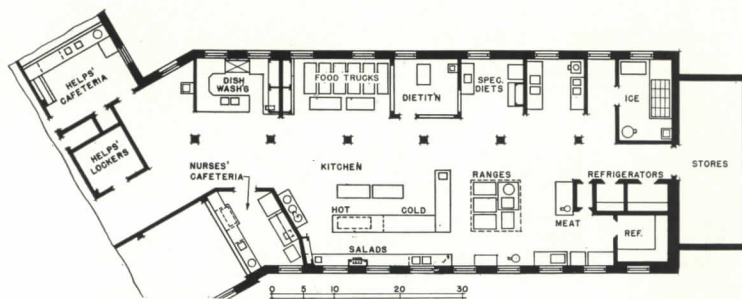 HELPS'
CAFETERIA
HELPS'
LOCKERS
DISH
WASH'G
FOOD TRUCKS
DIETIT'N
SPEC.
DIETS
ICE
STORES
NURSES'
CAFETERIA
KITCHEN
RANGES
REFRIGERATORS
HOT COLD
MEAT
REF.
SALADS
0 5 10 20 30